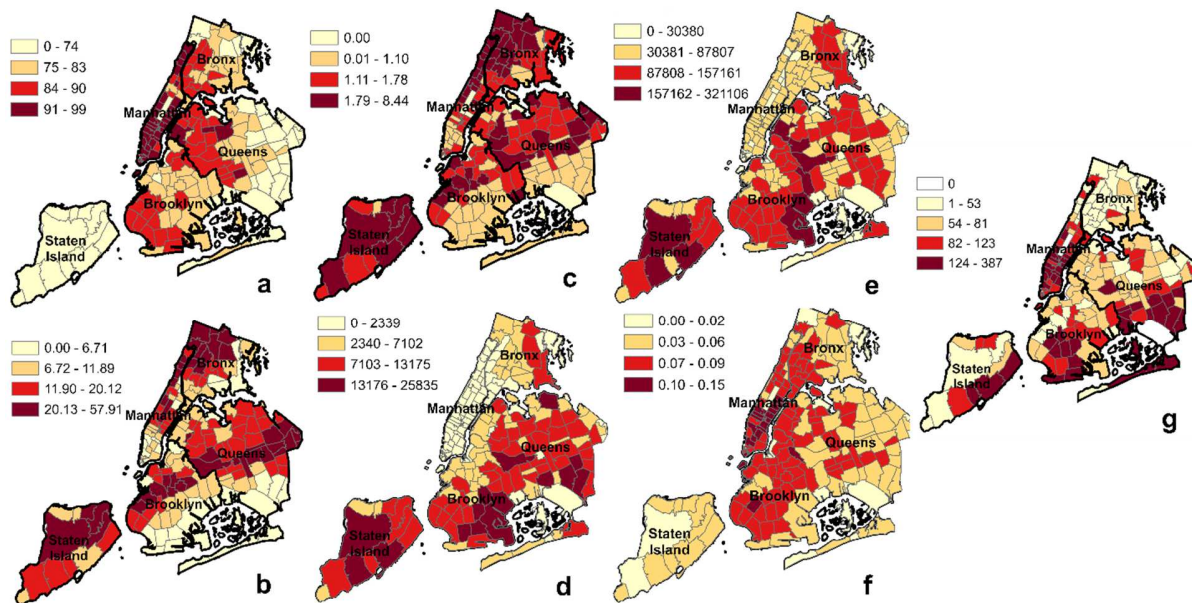 0 - 74
75 - 83
84 - 90
91 - 99
Bronx
Manhattan
Queens
Brooklyn
Staten
Island
a
0.00
0.01 - 1.10
1.11 - 1.78
1.79 - 8.44
Bronx
Manhattan
Queens
Brooklyn
Staten
Island
c
0 - 30380
30381 - 87807
87808 - 157161
157162 - 321106
Bronx
Manhattan
Queens
Brooklyn
Staten
Island
e
0.00 - 6.71
6.72 - 11.89
11.90 - 20.12
20.13 - 57.91
Bronx
Manhattan
Queens
Brooklyn
Staten
Island
b
0 - 2339
2340 - 7102
7103 - 13175
13176 - 25835
Bronx
Manhattan
Queens
Brooklyn
Staten
Island
d
0.00 - 0.02
0.03 - 0.06
0.07 - 0.09
0.10 - 0.15
Bronx
Manhattan
Queens
Brooklyn
Staten
Island
f
0
1 - 53
54 - 81
82 - 123
124 - 387
Bronx
Manhattan
Queens
Brooklyn
Staten
Island
g